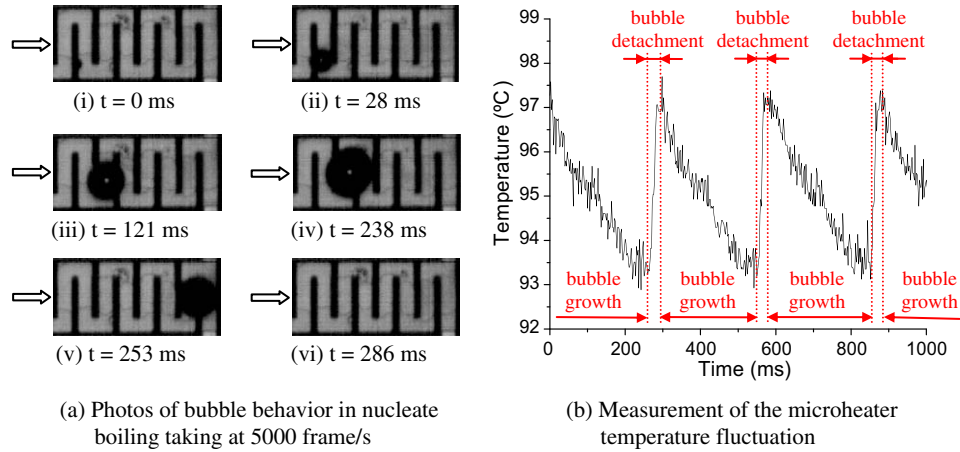 (i) t = 0 ms
(ii) t = 28 ms
(iii) t = 121 ms
(iv) t = 238 ms
(v) t = 253 ms
(vi) t = 286 ms
(a) Photos of bubble behavior in nucleate
boiling taking at 5000 frame/s
bubble bubble bubble
detachment detachment detachment
99
98
97
96
95
94
93
92
Temperature (ºC)
bubble bubble bubble bubble
growth growth growth growth
0 200 400 600 800 1000
Time (ms)
(b) Measurement of the microheater
temperature fluctuation